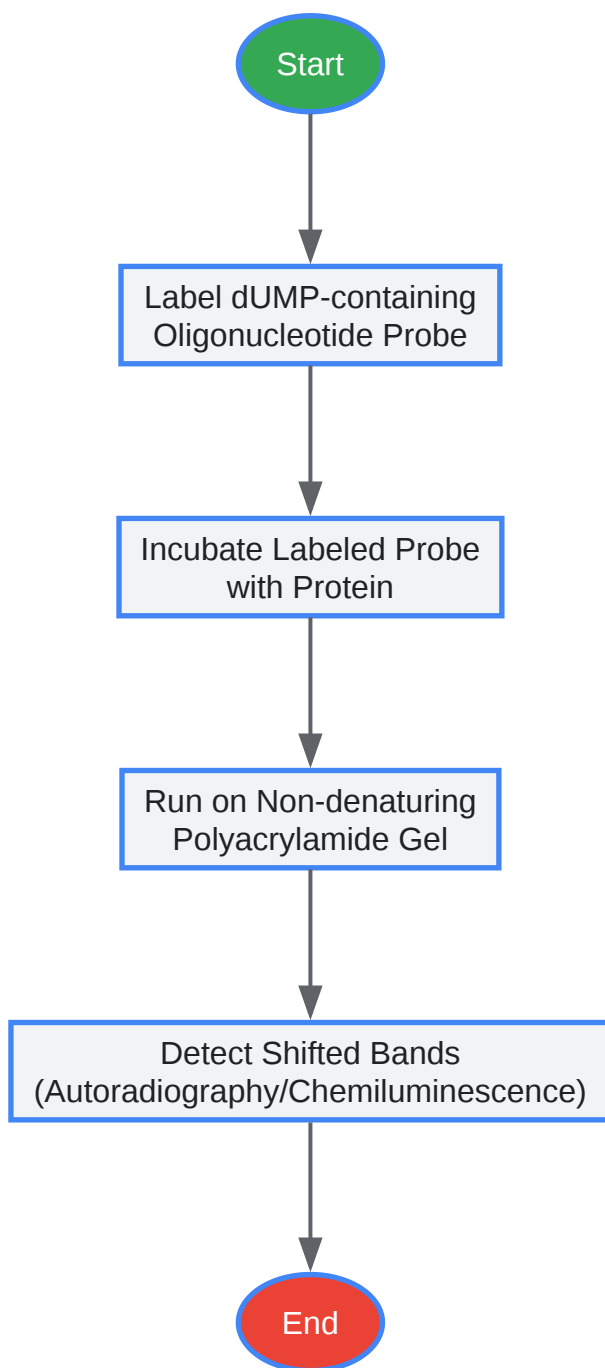 Start
Label dUMP-containing
Oligonucleotide Probe
Incubate Labeled Probe
with Protein
Run on Non-denaturing
Polyacrylamide Gel
Detect Shifted Bands
(Autoradiography/Chemiluminescence)
End